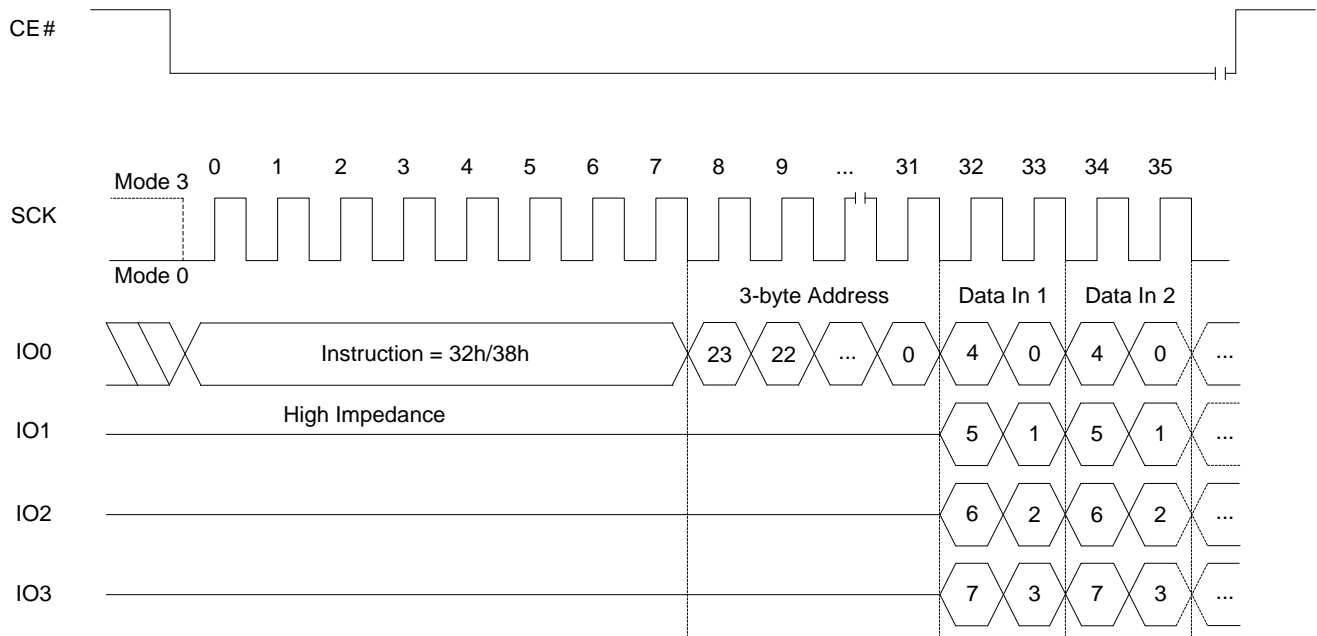 CE#
0 1 2 3 4 5 6 7 8 9 ... 31 32 33 34 35
Mode 3
SCK
Mode 0
3-byte Address Data In 1 Data In 2
IO0 Instruction = 32h/38h 23 22 ... 0 4 0 4 0 ...
High Impedance
IO1 5 1 5 1 ...
IO2 6 2 6 2 ...
IO3 7 3 7 3 ...